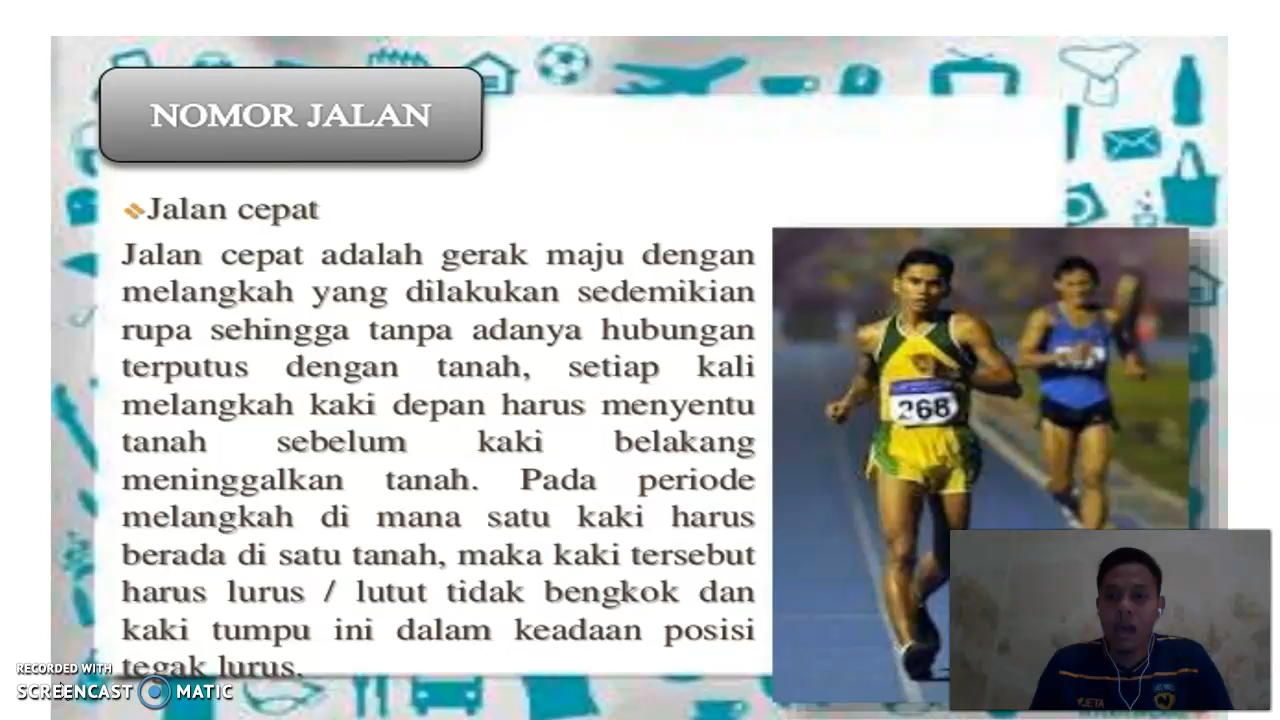 NOMOR JALAN
Jalan cepat
Jalan cepat adalah gerak maju dengan
melangkah yang dilakukan sedemikian
rupa sehingga tanpa adanya hubungan
terputus dengan tanah, setiap kali
melangkah kaki depan harus menyentu
tanah sebelum kaki belakang
meninggalkan tanah. Pada periode
melangkah di mana satu kaki harus
berada di satu tanah, maka kaki tersebut
harus lurus / lutut tidak bengkok dan
kaki tumpu ini dalam keadaan posisi
tegak lurus.
268
RECORDED WITH
SCREENCAST MATIC